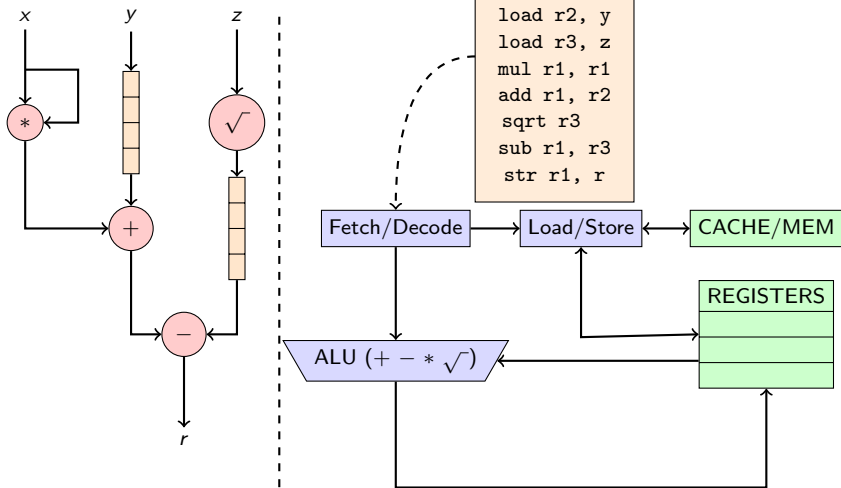 x y z
*
√
+
−
r
load r2, y
load r3, z
mul r1, r1
add r1, r2
sqrt r3
sub r1, r3
str r1, r
Fetch/Decode
Load/Store
CACHE/MEM
REGISTERS
ALU (+ − * √)